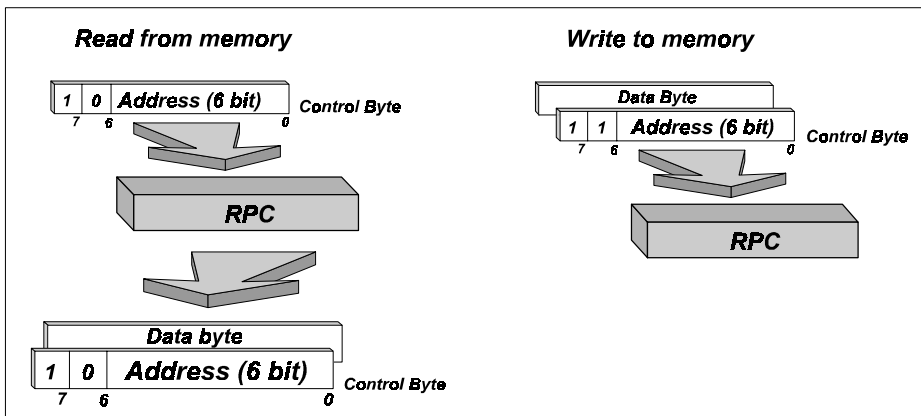 Read from memory
1 0 Address (6 bit) Control Byte
7 6 0
RPC
Data byte
1 0 Address (6 bit) Control Byte
7 6 0
Write to memory
Data Byte
1 1 Address (6 bit) Control Byte
7 6 0
RPC